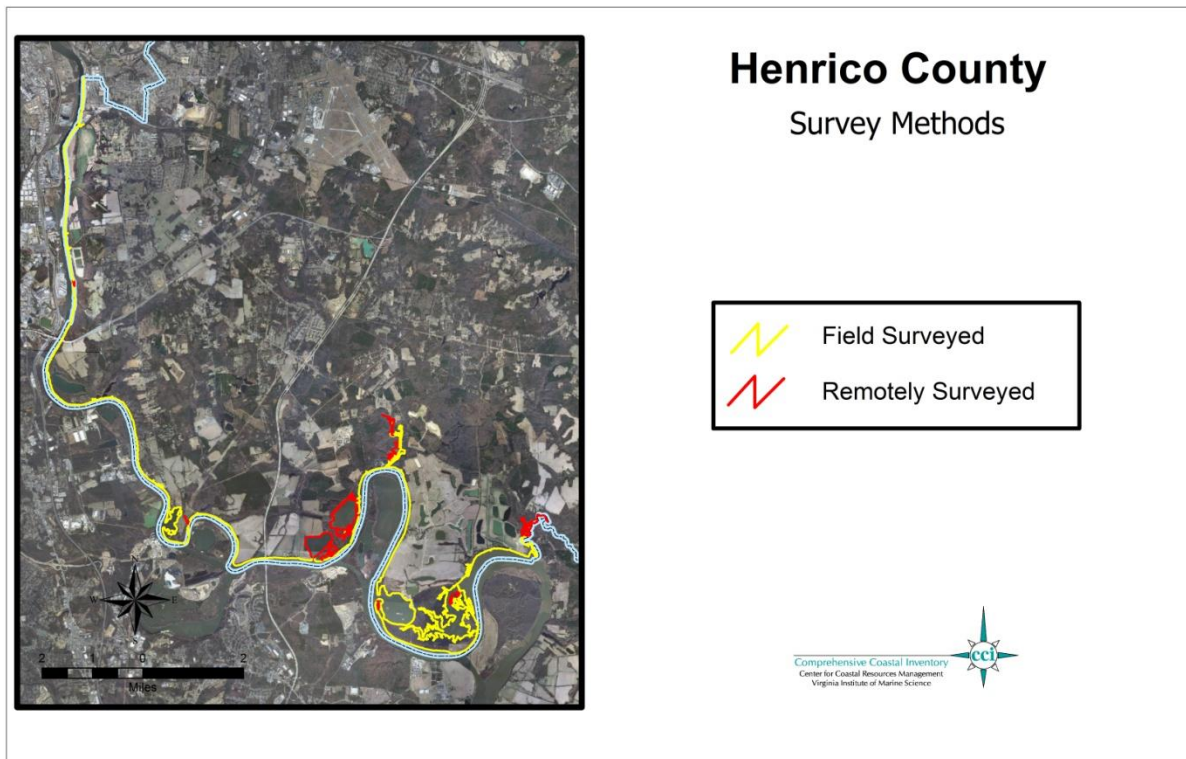 Henrico County
Survey Methods
Field Surveyed
Remotely Surveyed
N
W E
S
2 1 0 2
Miles
Comprehensive Coastal Inventory
Center for Coastal Resources Management
Virginia Institute of Marine Science
cci